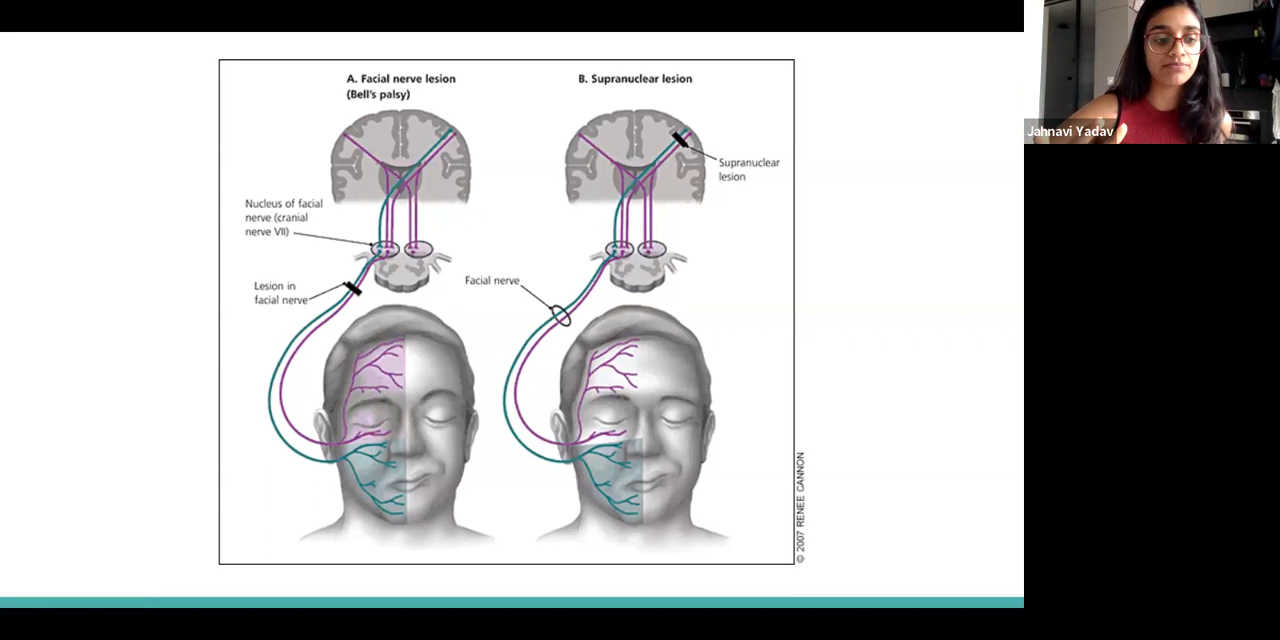 A. Facial nerve lesion
(Bell's palsy)
B. Supranuclear lesion
Supranuclear
lesion
Nucleus of facial
nerve (cranial
nerve VII)
Lesion in
facial nerve
Facial nerve
© 2007 RENEE CANNON
Jahnavi Yadav